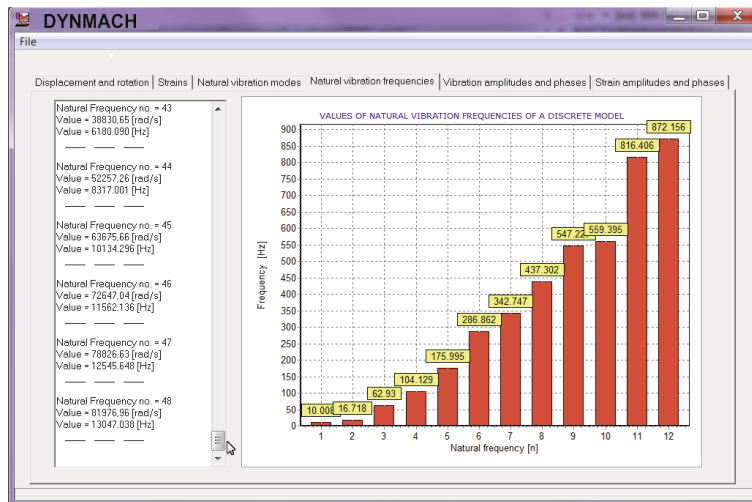 DYNMACH
File
Displacement and rotation
Strains
Natural vibration modes
Natural vibration frequencies
Vibration amplitudes and phases
Strain amplitudes and phases
Natural Frequency no. = 43
Value = 38830,65 [rad/s]
Value = 6180.090 [Hz]
Natural Frequency no. = 44
Value = 52257,26 [rad/s]
Value = 8317.001 [Hz]
Natural Frequency no. = 45
Value = 63675,66 [rad/s]
Value = 10134.296 [Hz]
Natural Frequency no. = 46
Value = 72647,04 [rad/s]
Value = 11562.136 [Hz]
Natural Frequency no. = 47
Value = 78826,63 [rad/s]
Value = 12545.648 [Hz]
Natural Frequency no. = 48
Value = 81976,96 [rad/s]
Value = 13047.038 [Hz]
VALUES OF NATURAL VIBRATION FREQUENCIES OF A DISCRETE MODEL
Frequency [Hz]
900
850
800
750
700
650
600
550
500
450
400
350
300
250
200
150
100
50
0
10.008
16.718
62.93
104.129
175.995
286.862
342.747
437.302
559.395
816.406
872.156
1 2 3 4 5 6 7 8 9 10 11 12
Natural frequency [n]